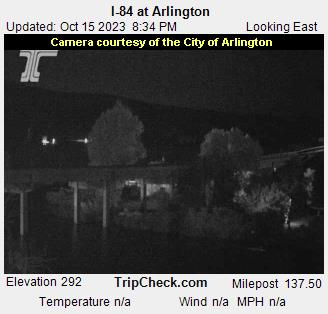 I-84 at Arlington
Updated: Oct 15 2023 8:34 PM Looking East
Camera courtesy of the City of Arlington
Elevation 292 TripCheck.com Milepost 137.50
Temperature n/a Wind n/a MPH n/a